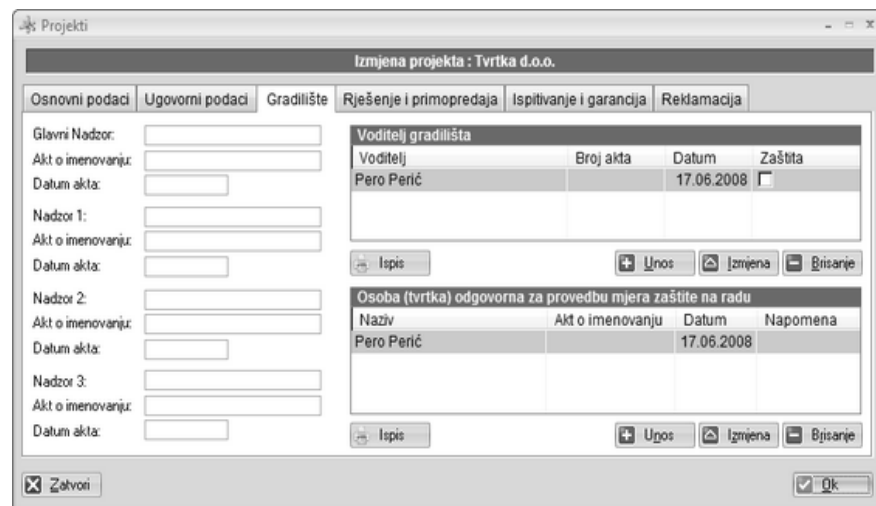 Projekti
Izmjena projekta : Tvrtka d.o.o.
Osnovni podaci Ugovorni podaci Gradilište Rješenje i primopredaja Ispitivanje i garancija Reklamacija
Glavni Nadzor:
Akt o imenovanju:
Datum akta:
Nadzor 1:
Akt o imenovanju:
Datum akta:
Nadzor 2:
Akt o imenovanju:
Datum akta:
Nadzor 3:
Akt o imenovanju:
Datum akta:
Voditelj gradilišta
Voditelj Broj akta Datum Zaštita
Pero Perić 17.06.2008
Ispis Unos Izmjena Brisanje
Osoba (tvrtka) odgovorna za provedbu mjera zaštite na radu
Naziv Akt o imenovanju Datum Napomena
Pero Perić 17.06.2008
Ispis Unos Izmjena Brisanje
Zatvori Ok